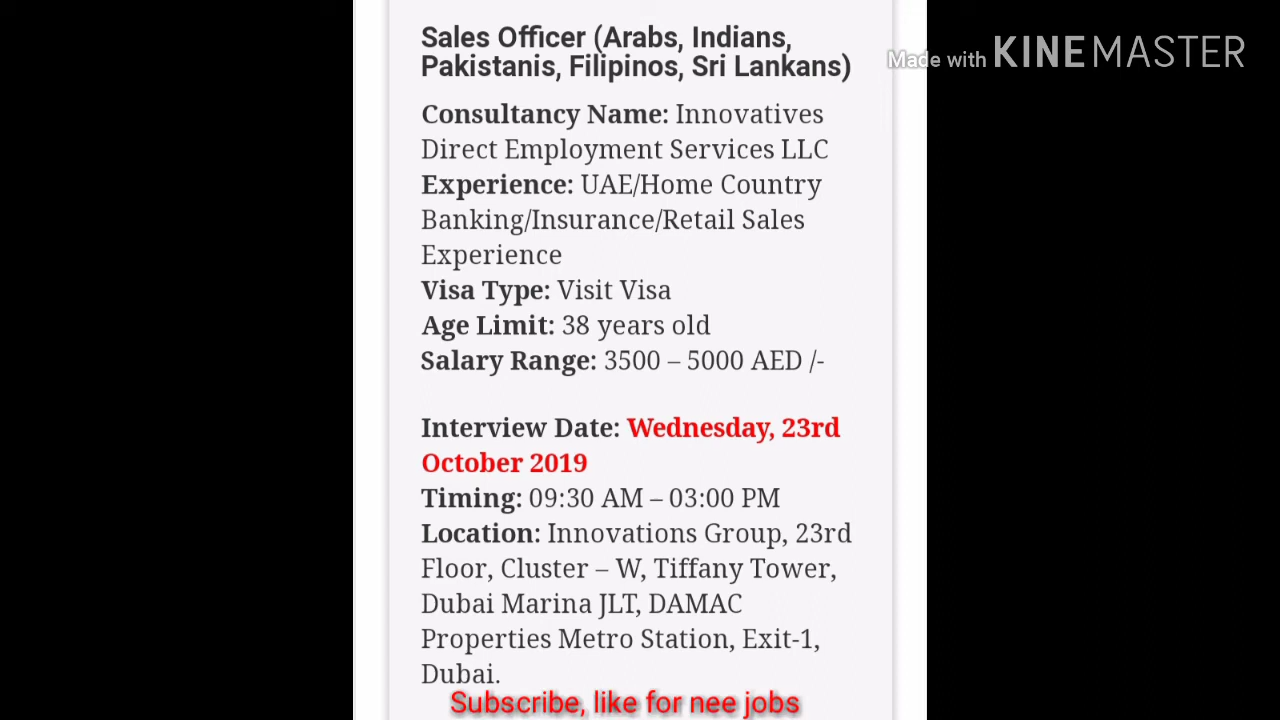 Sales Officer (Arabs, Indians,
Pakistanis, Filipinos, Sri Lankans)
Made with KINEMASTER
Consultancy Name: Innovatives
Direct Employment Services LLC
Experience: UAE/Home Country
Banking/Insurance/Retail Sales
Experience
Visa Type: Visit Visa
Age Limit: 38 years old
Salary Range: 3500 – 5000 AED /-
Interview Date: Wednesday, 23rd
October 2019
Timing: 09:30 AM – 03:00 PM
Location: Innovations Group, 23rd
Floor, Cluster – W, Tiffany Tower,
Dubai Marina JLT, DAMAC
Properties Metro Station, Exit-1,
Dubai.
Subscribe, like for nee jobs